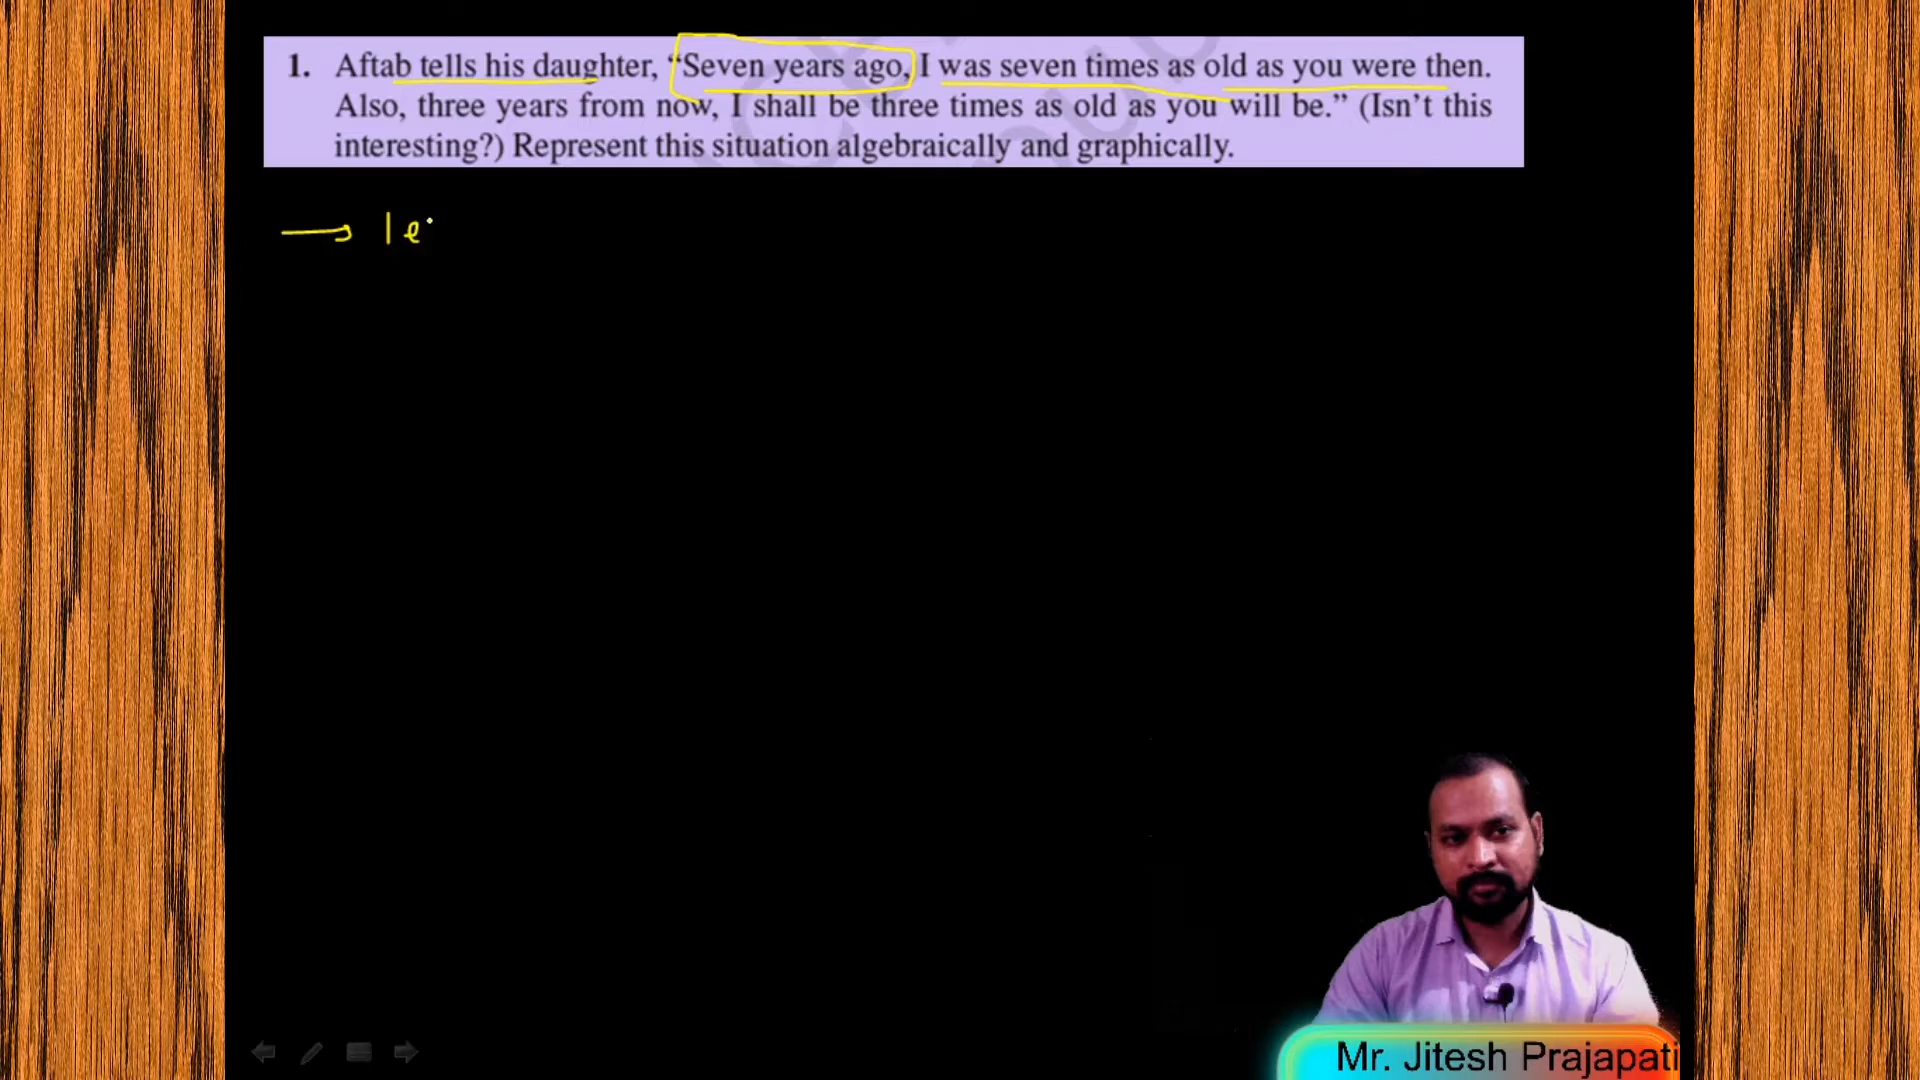 1. Aftab tells his daughter, “Seven years ago, I was seven times as old as you were then.
Also, three years from now, I shall be three times as old as you will be.” (Isn’t this
interesting?) Represent this situation algebraically and graphically.
→ le
Mr. Jitesh Prajapati